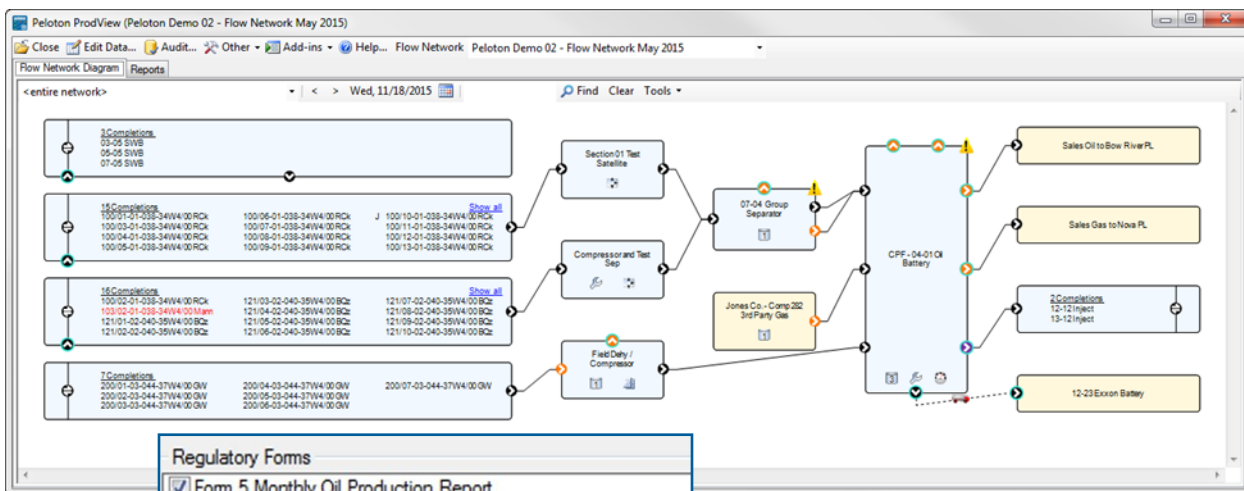 Peloton ProdView (Peloton Demo 02 - Flow Network May 2015)
Close Edit Data... Audit... Other Add-ins Help... Flow Network Peloton Demo 02 - Flow Network May 2015
Flow Network Diagram Reports
<entire network> < > Wed, 11/18/2015 Find Clear Tools
3 Completions
03-05 SWB
05-05 SWB
07-05 SWB
15 Completions Show all
100/01-01-038-34W4/00 RCk 100/06-01-038-34W4/00 RCk J 100/10-01-038-34W4/00 RCk
100/03-01-038-34W4/00 RCk 100/07-01-038-34W4/00 RCk 100/11-01-038-34W4/00 RCk
100/04-01-038-34W4/00 RCk 100/08-01-038-34W4/00 RCk 100/12-01-038-34W4/00 RCk
100/05-01-038-34W4/00 RCk 100/09-01-038-34W4/00 RCk 100/13-01-038-34W4/00 RCk
16 Completions Show all
100/02-01-038-34W4/00 RCk 121/03-02-040-35W4/00 BQz 121/07-02-040-35W4/00 BQz
103/02-01-038-34W4/00 Mann 121/04-02-040-35W4/00 BQz 121/08-02-040-35W4/00 BQz
121/01-02-040-35W4/00 BQz 121/05-02-040-35W4/00 BQz 121/09-02-040-35W4/00 BQz
121/02-02-040-35W4/00 BQz 121/06-02-040-35W4/00 BQz 121/10-02-040-35W4/00 BQz
7 Completions
200/01-03-044-37W4/00 GW 200/04-03-044-37W4/00 GW 200/07-03-044-37W4/00 GW
200/02-03-044-37W4/00 GW 200/05-03-044-37W4/00 GW
200/03-03-044-37W4/00 GW 200/06-03-044-37W4/00 GW
Section 01 Test
Satellite
Compressor and Test
Sep
Field Dehy /
Compressor
07-04 Group
Separator
Jones Co. - Comp 282
3rd Party Gas
CPF - 04-01 Oil
Battery
Sales Oil to Bow River PL
Sales Gas to Nova PL
2 Completions
12-12 Inject
13-12 Inject
12-23 Exxon Battery
Regulatory Forms
Form 5 Monthly Oil Production Report